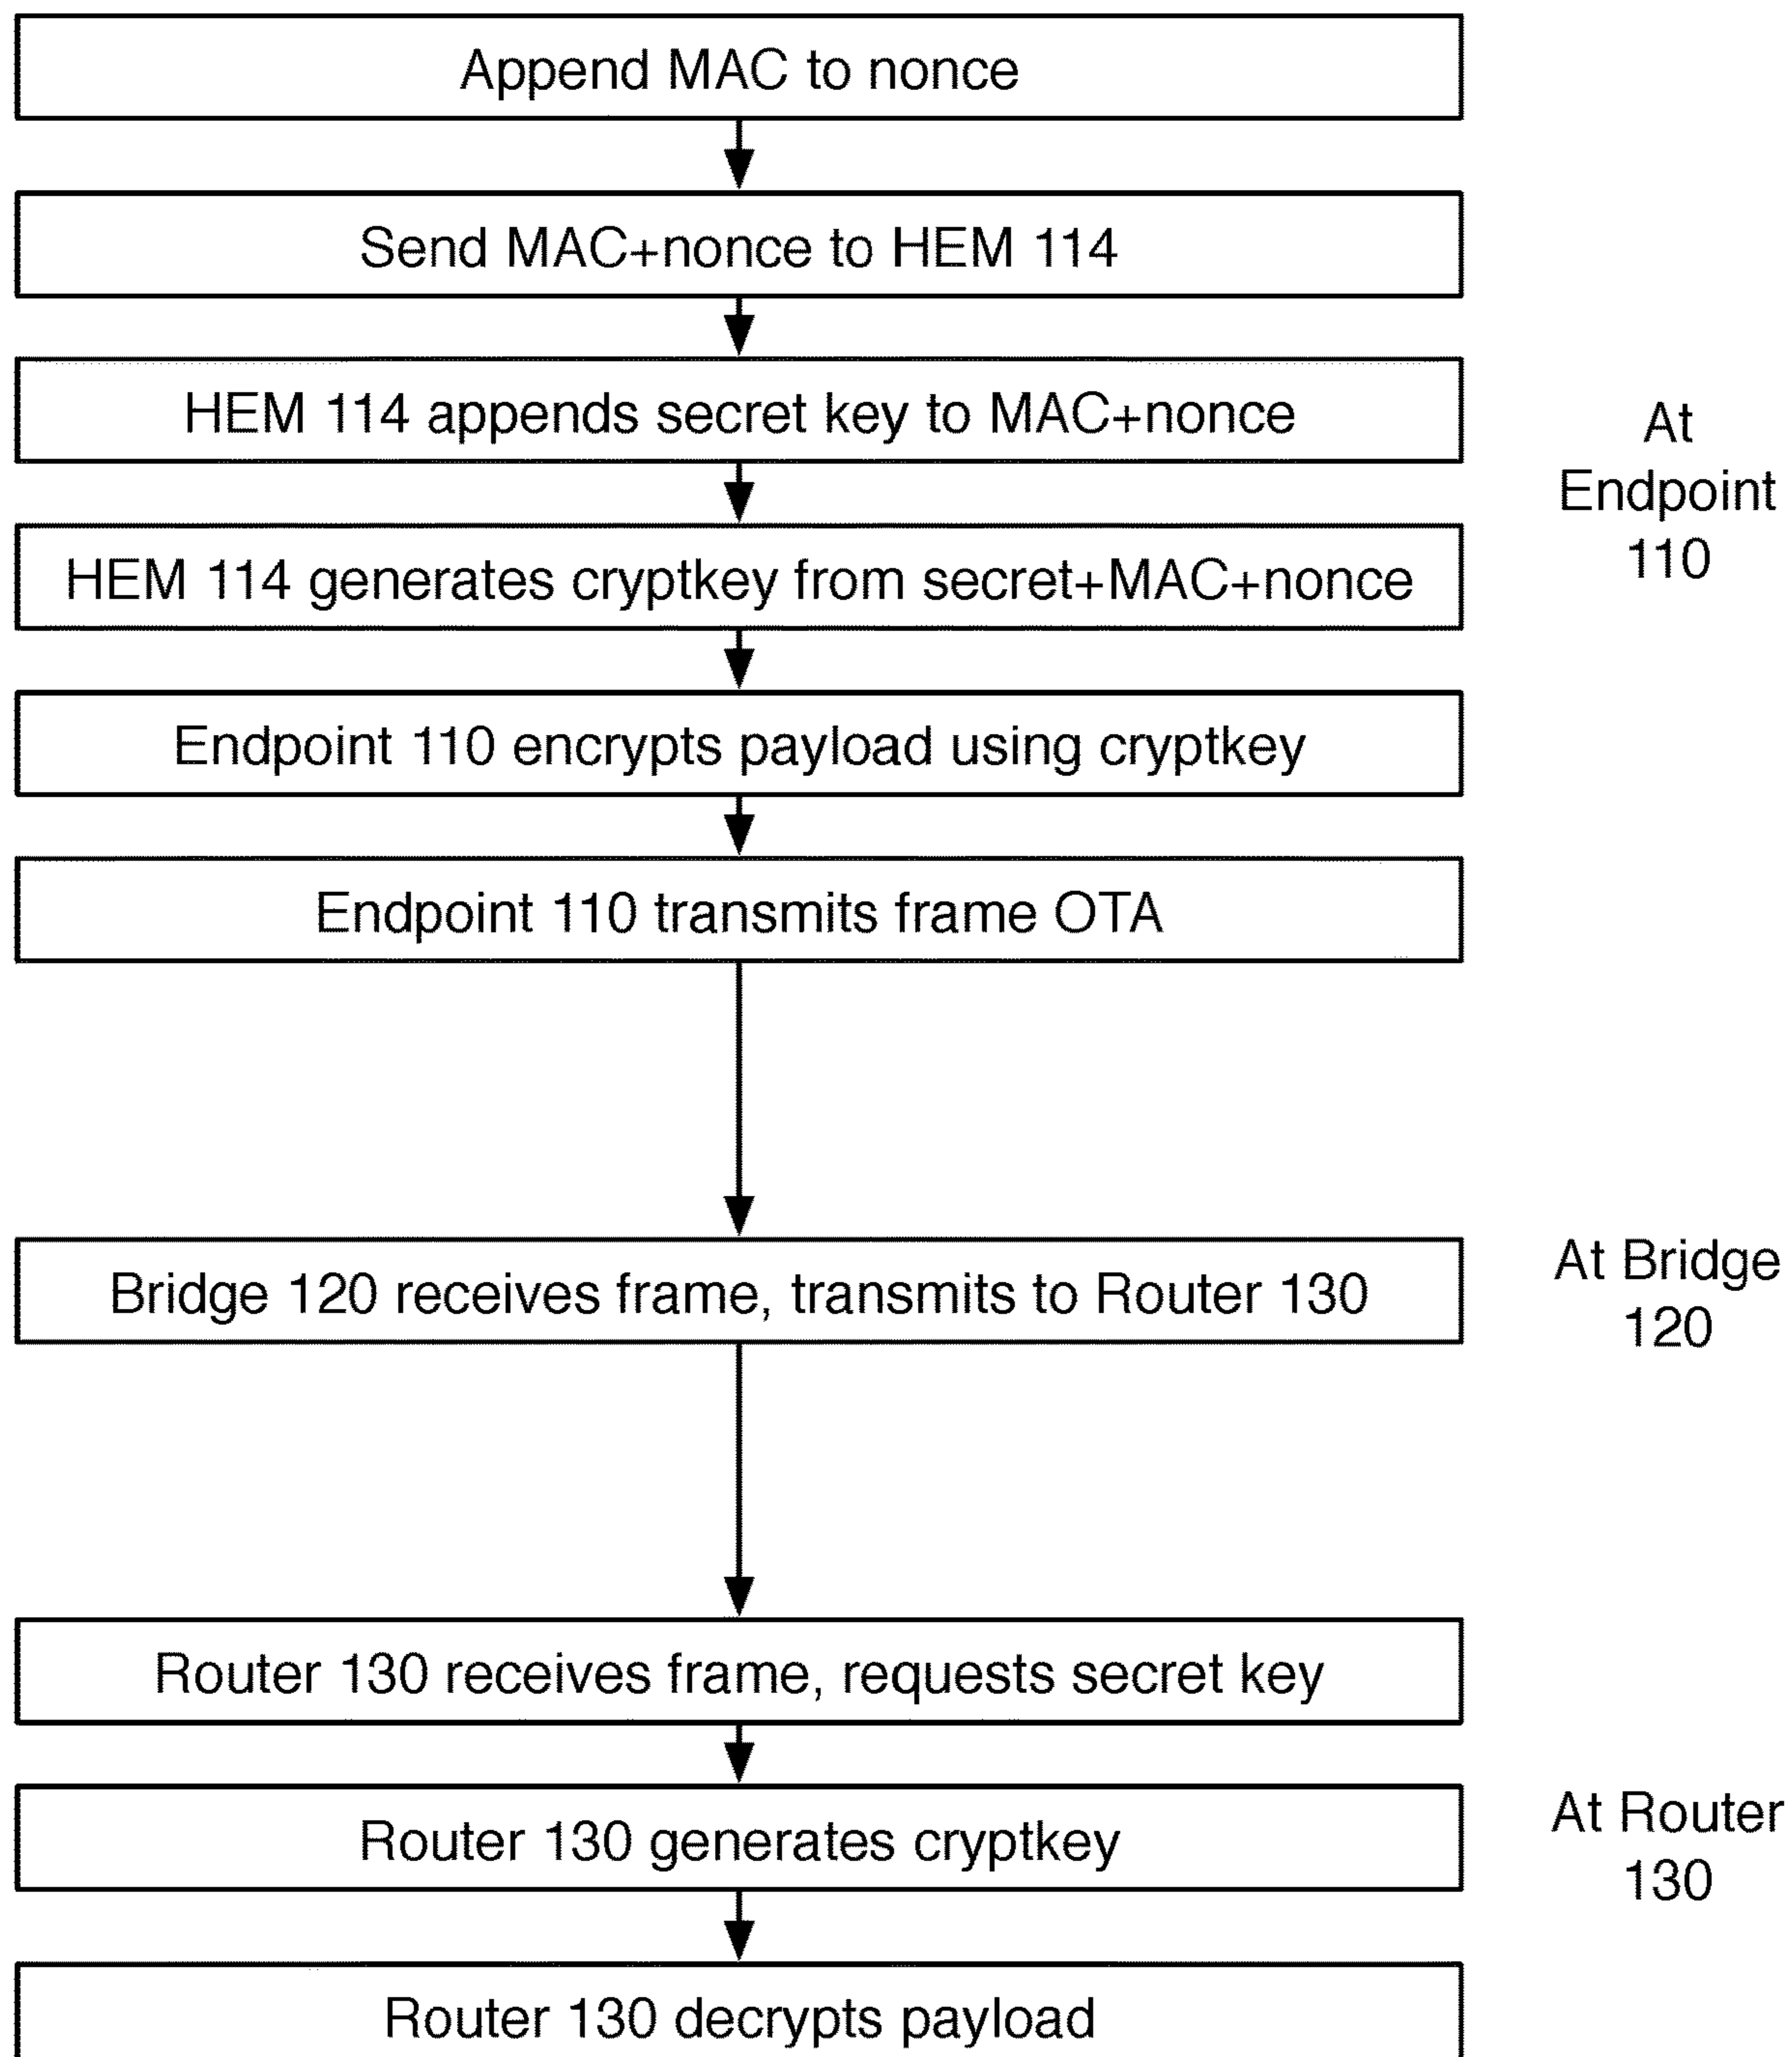 Append MAC to nonce
Send MAC+nonce to HEM 114
HEM 114 appends secret key to MAC+nonce
HEM 114 generates cryptkey from secret+MAC+nonce
Endpoint 110 encrypts payload using cryptkey
Endpoint 110 transmits frame OTA
At
Endpoint
110
Bridge 120 receives frame, transmits to Router 130
At Bridge
120
Router 130 receives frame, requests secret key
Router 130 generates cryptkey
Router 130 decrypts payload
At Router
130